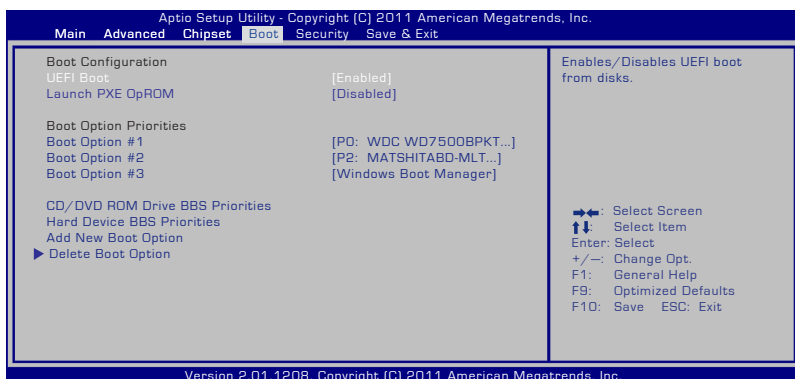 Aptio Setup Utility - Copyright (C) 2011 American Megatrends, Inc.
Main Advanced Chipset Boot Security Save & Exit
Boot Configuration
UEFI Boot [Enabled]
Launch PXE OpROM [Disabled]
Boot Option Priorities
Boot Option #1 [P0: WDC WD7500BPKT...]
Boot Option #2 [P2: MATSHITABD-MLT...]
Boot Option #3 [Windows Boot Manager]
CD/DVD ROM Drive BBS Priorities
Hard Device BBS Priorities
Add New Boot Option
Delete Boot Option
Enables/Disables UEFI boot
from disks.
→←: Select Screen
↑↓: Select Item
Enter: Select
+/—: Change Opt.
F1: General Help
F9: Optimized Defaults
F10: Save ESC: Exit
Version 2.01.1208. Copyright (C) 2011 American Megatrends, Inc.